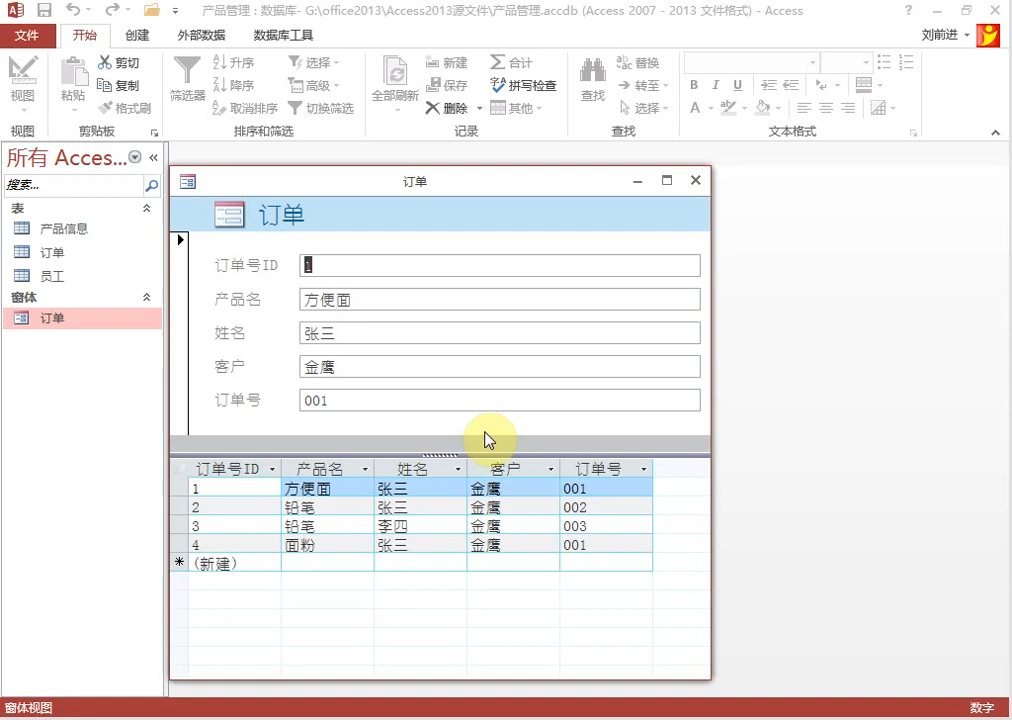 产品管理 : 数据库- G:\office2013\Access2013源文件\产品管理.accdb (Access 2007 - 2013 文件格式) - Access
文件 开始 创建 外部数据 数据库工具 刘前进
视图 粘贴 剪切 复制 格式刷 筛选器 升序 降序 取消排序 选择 高级 切换筛选 全部刷新 新建 保存 删除 合计 拼写检查 其他 查找 替换 转至 选择 B I U A
视图 剪贴板 排序和筛选 记录 查找 文本格式
所有 Access...
搜索...
表
产品信息
订单
员工
窗体
订单
订单
订单
订单号ID 1
产品名 方便面
姓名 张三
客户 金鹰
订单号 001
订单号ID 产品名 姓名 客户 订单号
1 方便面 张三 金鹰 001
2 铅笔 张三 金鹰 002
3 铅笔 李四 金鹰 003
4 面粉 张三 金鹰 001
* (新建)
窗体视图 数字